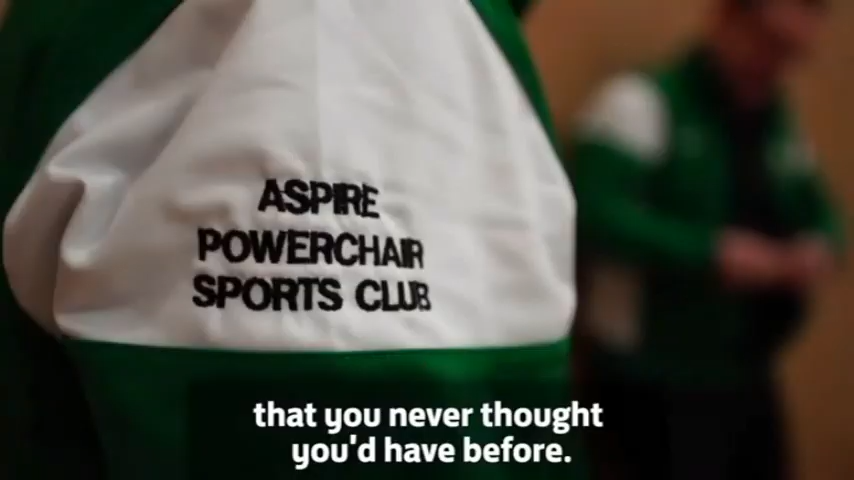 ASPIRE
POWERCHAIR
SPORTS CLUB
that you never thought
you'd have before.